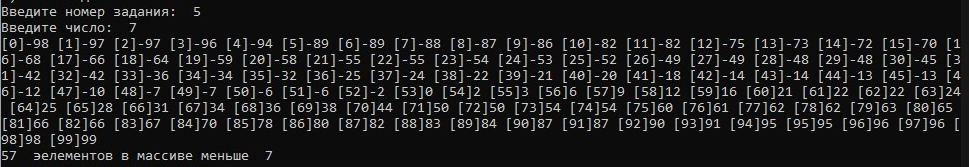 Введите номер задания:  5
Введите число:  7
[0]-98 [1]-97 [2]-97 [3]-96 [4]-94 [5]-89 [6]-89 [7]-88 [8]-87 [9]-86 [10]-82 [11]-82 [12]-75 [13]-73 [14]-72 [15]-70 [1
6]-68 [17]-66 [18]-64 [19]-59 [20]-58 [21]-55 [22]-55 [23]-54 [24]-53 [25]-52 [26]-49 [27]-49 [28]-48 [29]-48 [30]-45 [3
1]-42 [32]-42 [33]-36 [34]-34 [35]-32 [36]-25 [37]-24 [38]-22 [39]-21 [40]-20 [41]-18 [42]-14 [43]-14 [44]-13 [45]-13 [4
6]-12 [47]-10 [48]-7 [49]-7 [50]-6 [51]-6 [52]-2 [53]0 [54]2 [55]3 [56]6 [57]9 [58]12 [59]16 [60]21 [61]22 [62]22 [63]24
[64]25 [65]28 [66]31 [67]34 [68]36 [69]38 [70]44 [71]50 [72]50 [73]54 [74]54 [75]60 [76]61 [77]62 [78]62 [79]63 [80]65
[81]66 [82]66 [83]67 [84]70 [85]78 [86]80 [87]82 [88]83 [89]84 [90]87 [91]87 [92]90 [93]91 [94]95 [95]95 [96]96 [97]96 [
98]98 [99]99
57  эелементов в массиве меньше  7